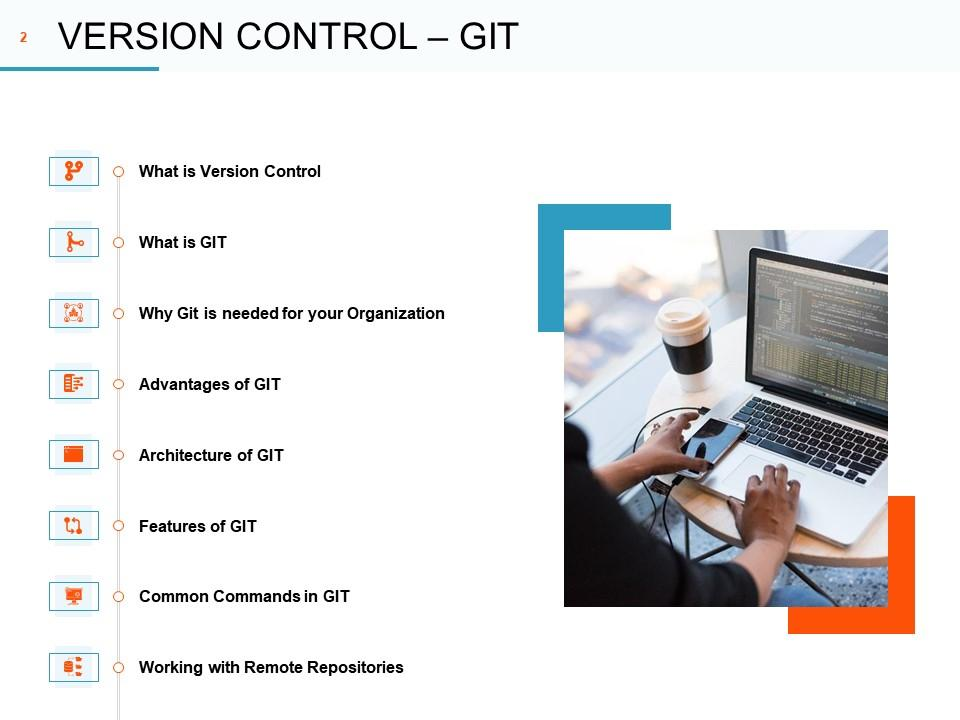 2
VERSION CONTROL – GIT
What is Version Control
What is GIT
Why Git is needed for your Organization
Advantages of GIT
Architecture of GIT
Features of GIT
Common Commands in GIT
Working with Remote Repositories